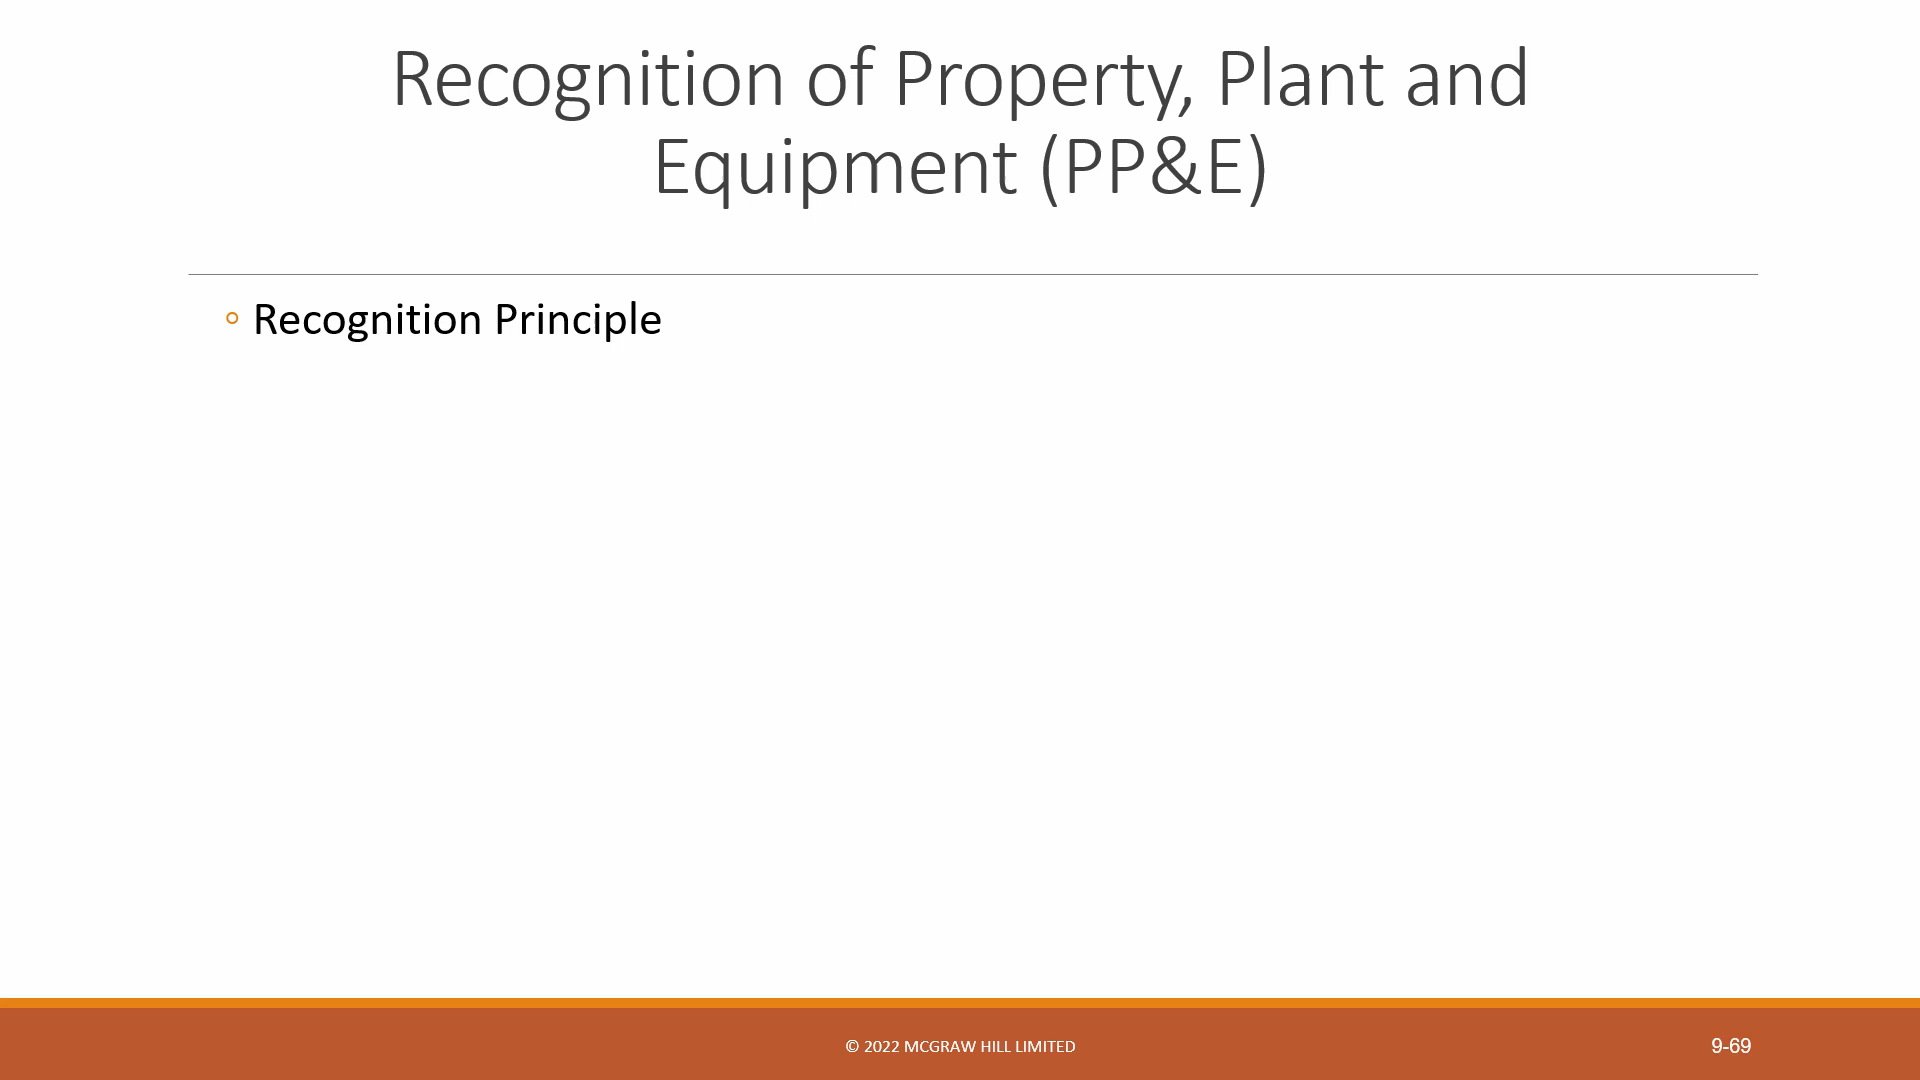 Recognition of Property, Plant and
Equipment (PP&E)
◦ Recognition Principle
© 2022 MCGRAW HILL LIMITED
9-69